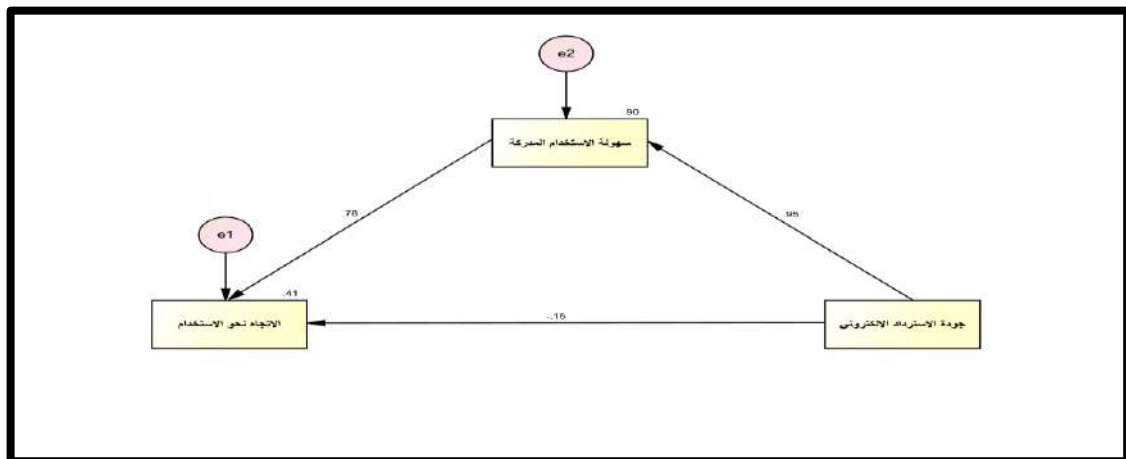 e2
.90
سهولة الاستخدام المدركة
.78
.95
e1
.41
الاتجاه نحو الاستخدام
-.15
جودة الاسترداد الالكتروني